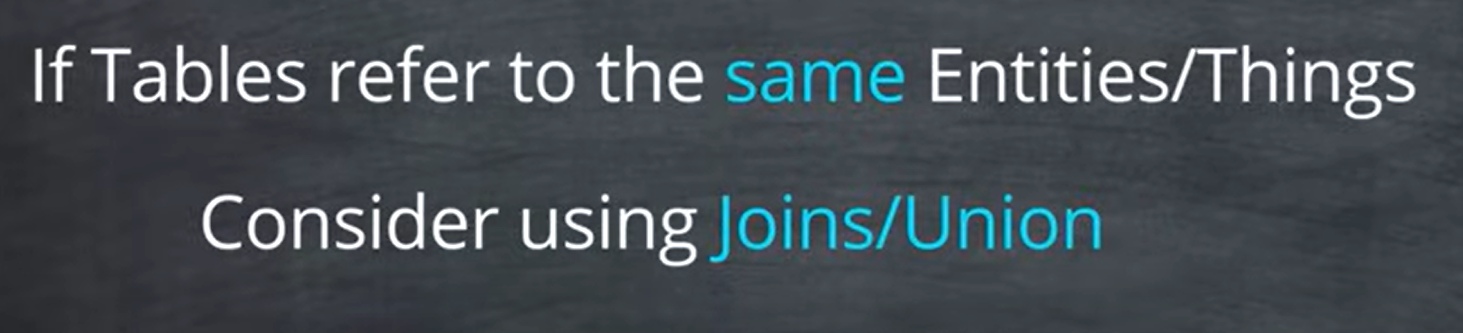 If Tables refer to the same Entities/Things
Consider using Joins/Union